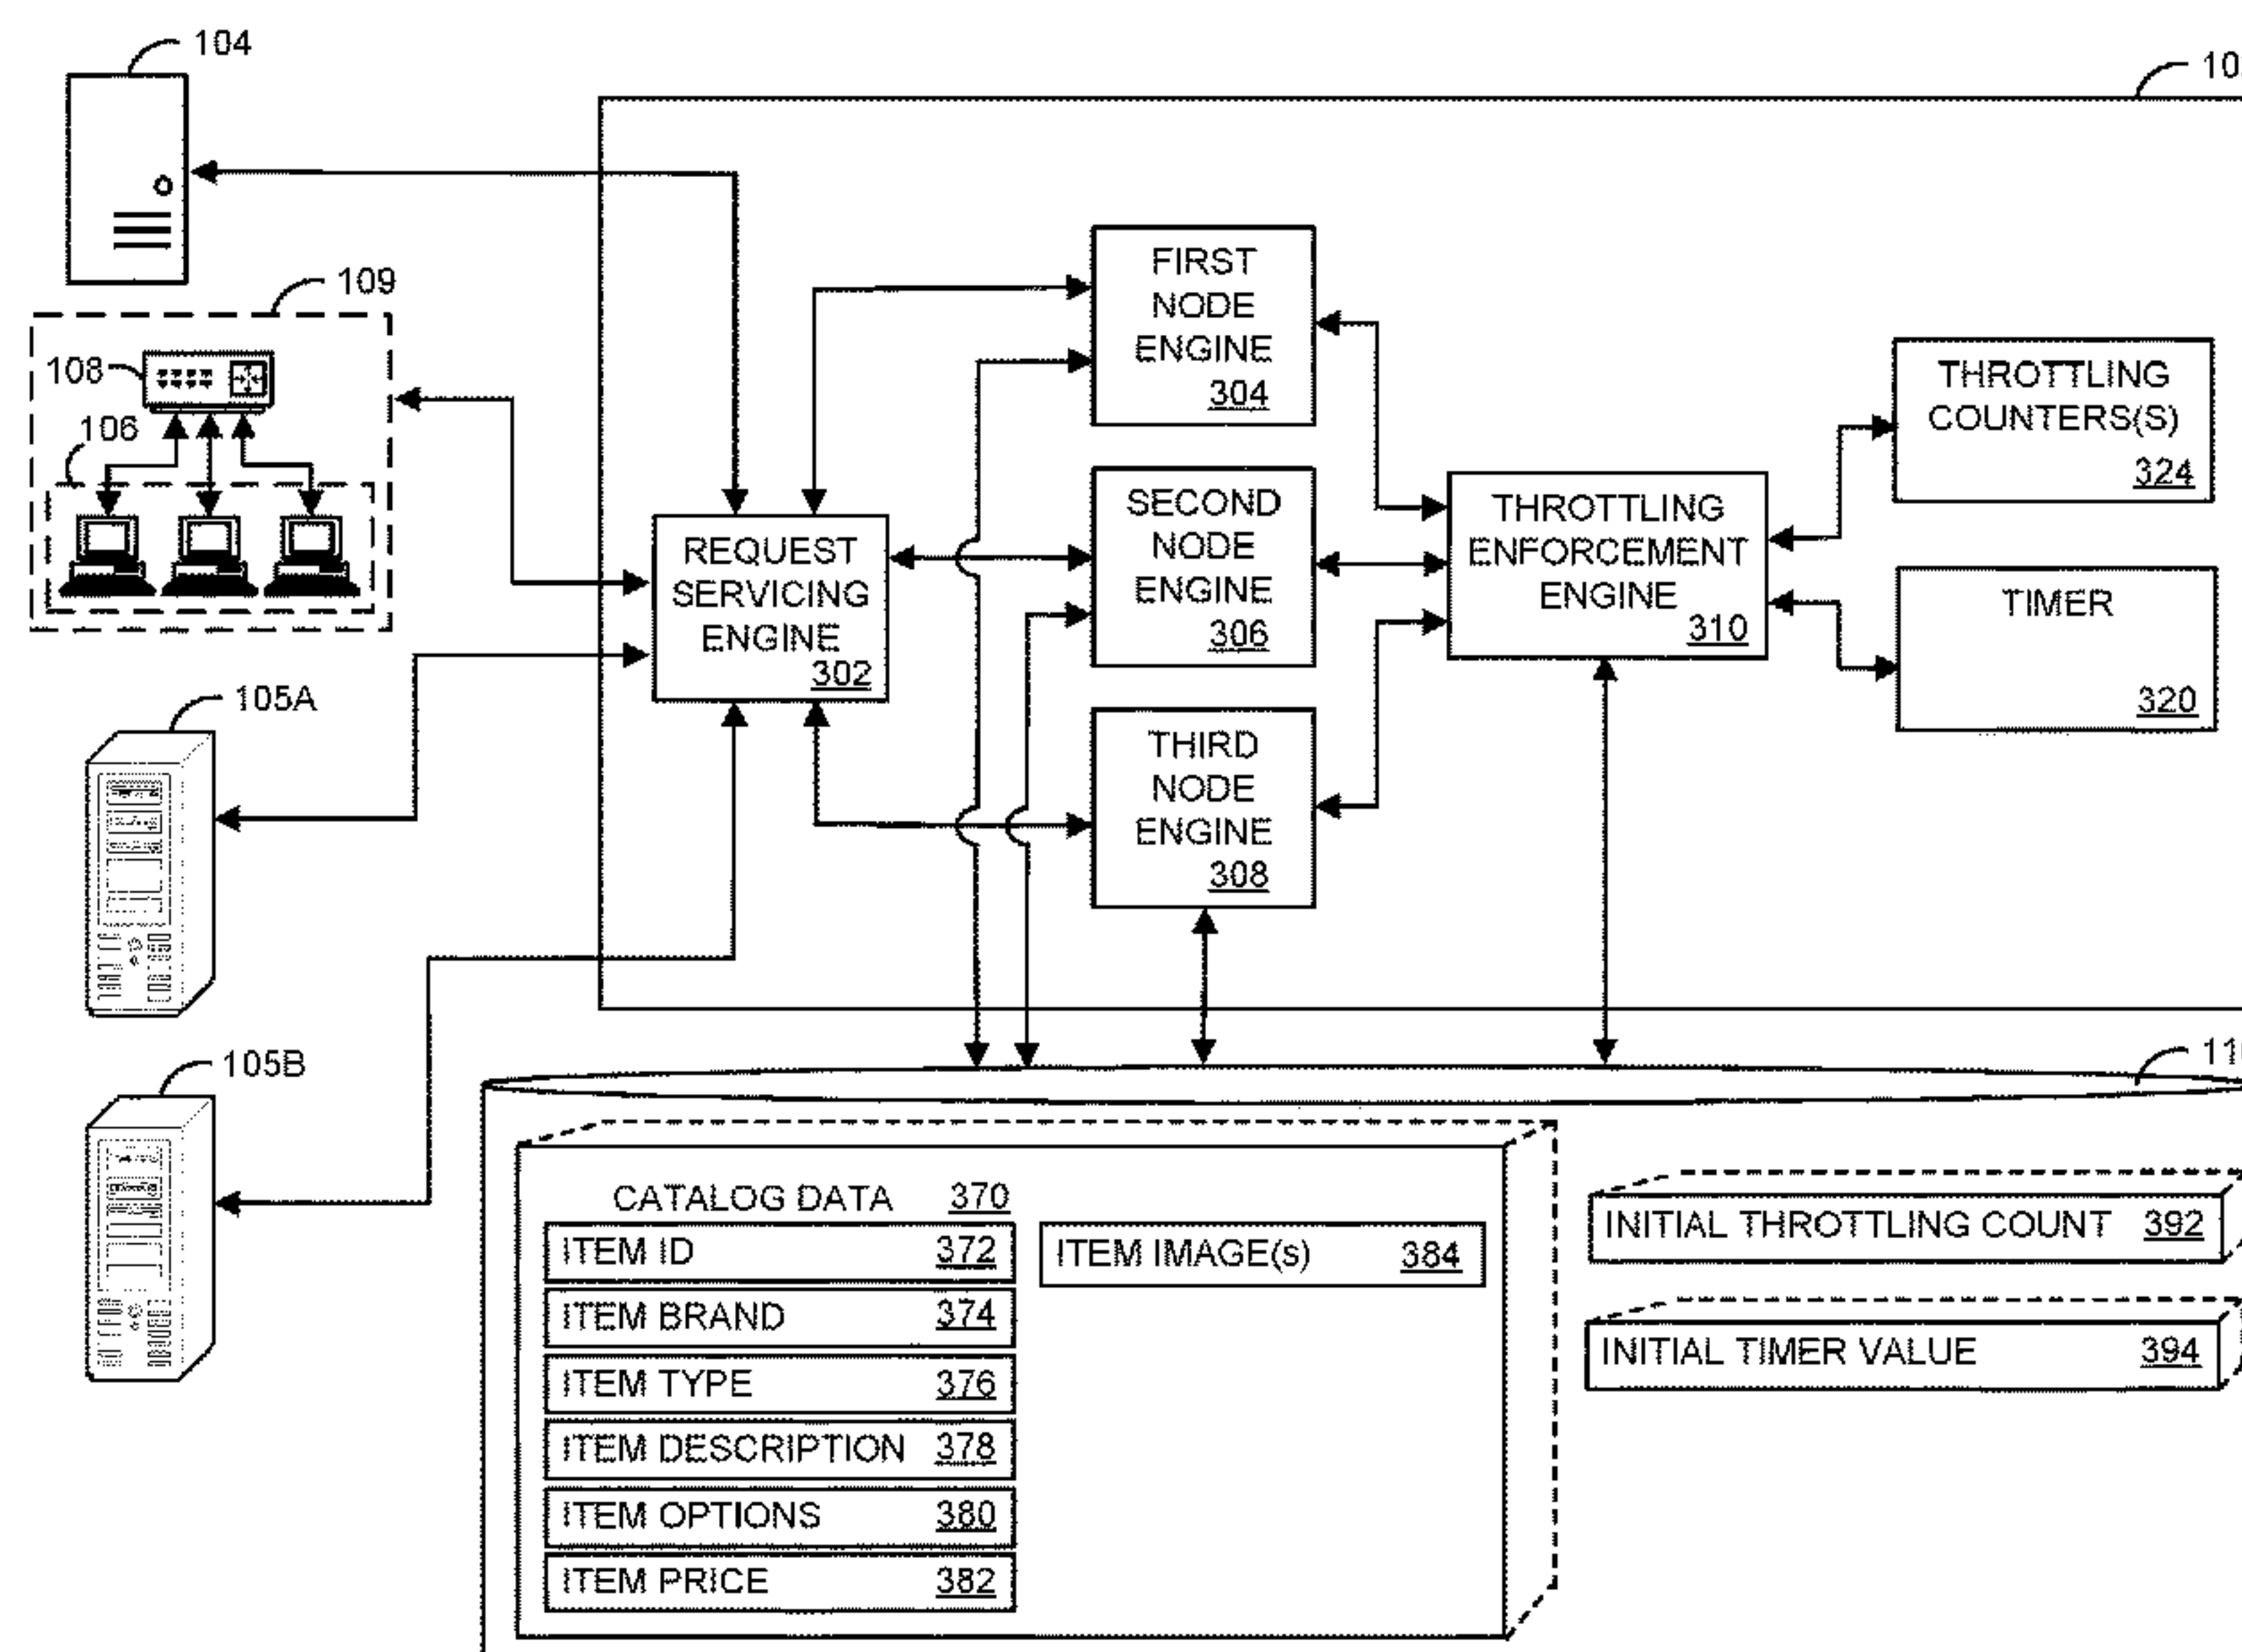 104
109
108
106
105A
105B
FIRST
NODE
ENGINE
304
SECOND
NODE
ENGINE
306
THIRD
NODE
ENGINE
308
REQUEST
SERVICING
ENGINE
302
THROTTLING
ENFORCEMENT
ENGINE
310
THROTTLING
COUNTERS(S)
324
TIMER
320
CATALOG DATA 370
ITEM ID 372
ITEM BRAND 374
ITEM TYPE 376
ITEM DESCRIPTION 378
ITEM OPTIONS 380
ITEM PRICE 382
ITEM IMAGE(s) 384
INITIAL THROTTLING COUNT 392
INITIAL TIMER VALUE 394